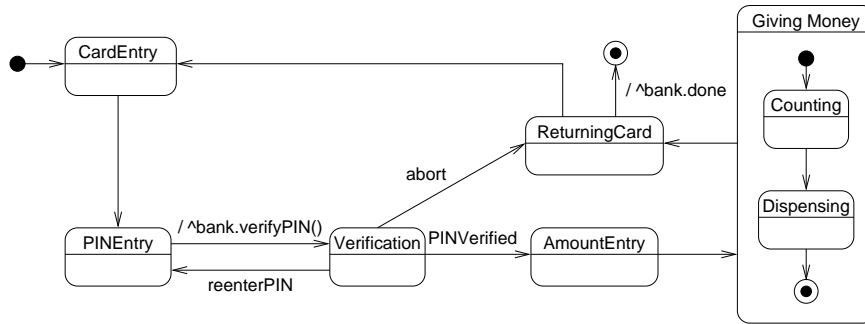 Giving Money
CardEntry
/ ^bank.done
Counting
ReturningCard
abort
Dispensing
/ ^bank.verifyPIN()
PINEntry
Verification
PINVerified
AmountEntry
reenterPIN